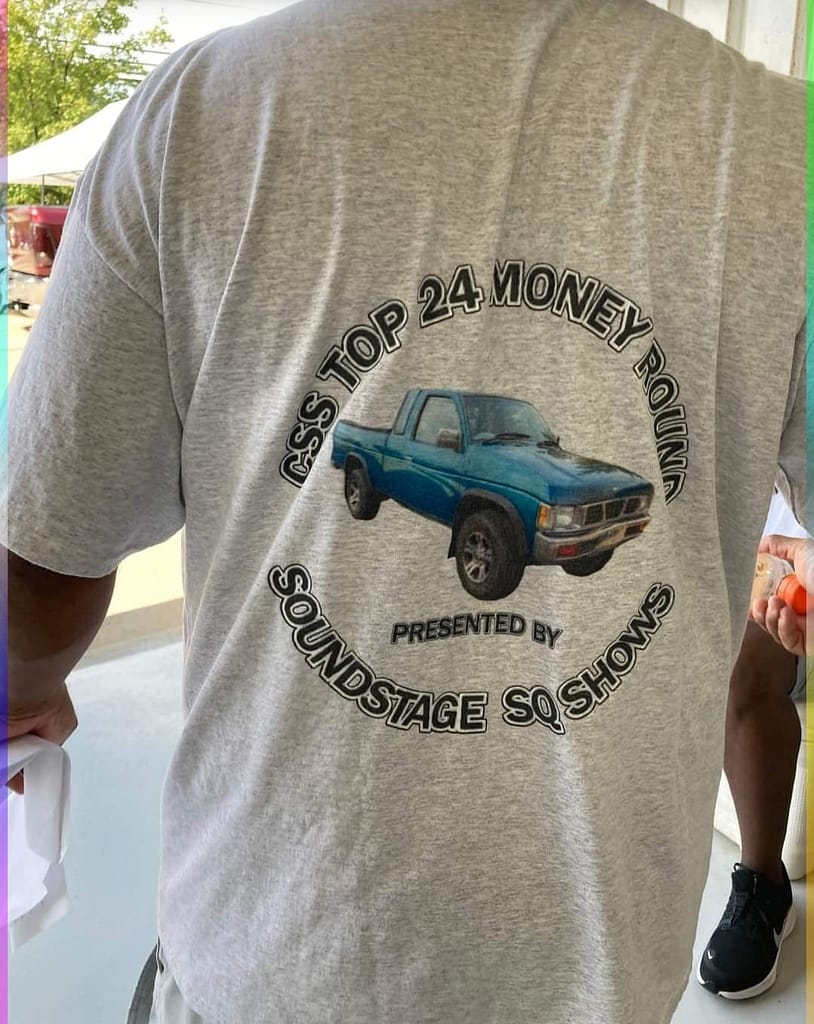 CSS TOP 24 MONEY ROUND
PRESENTED BY
SOUNDSTAGE SQ SHOWS